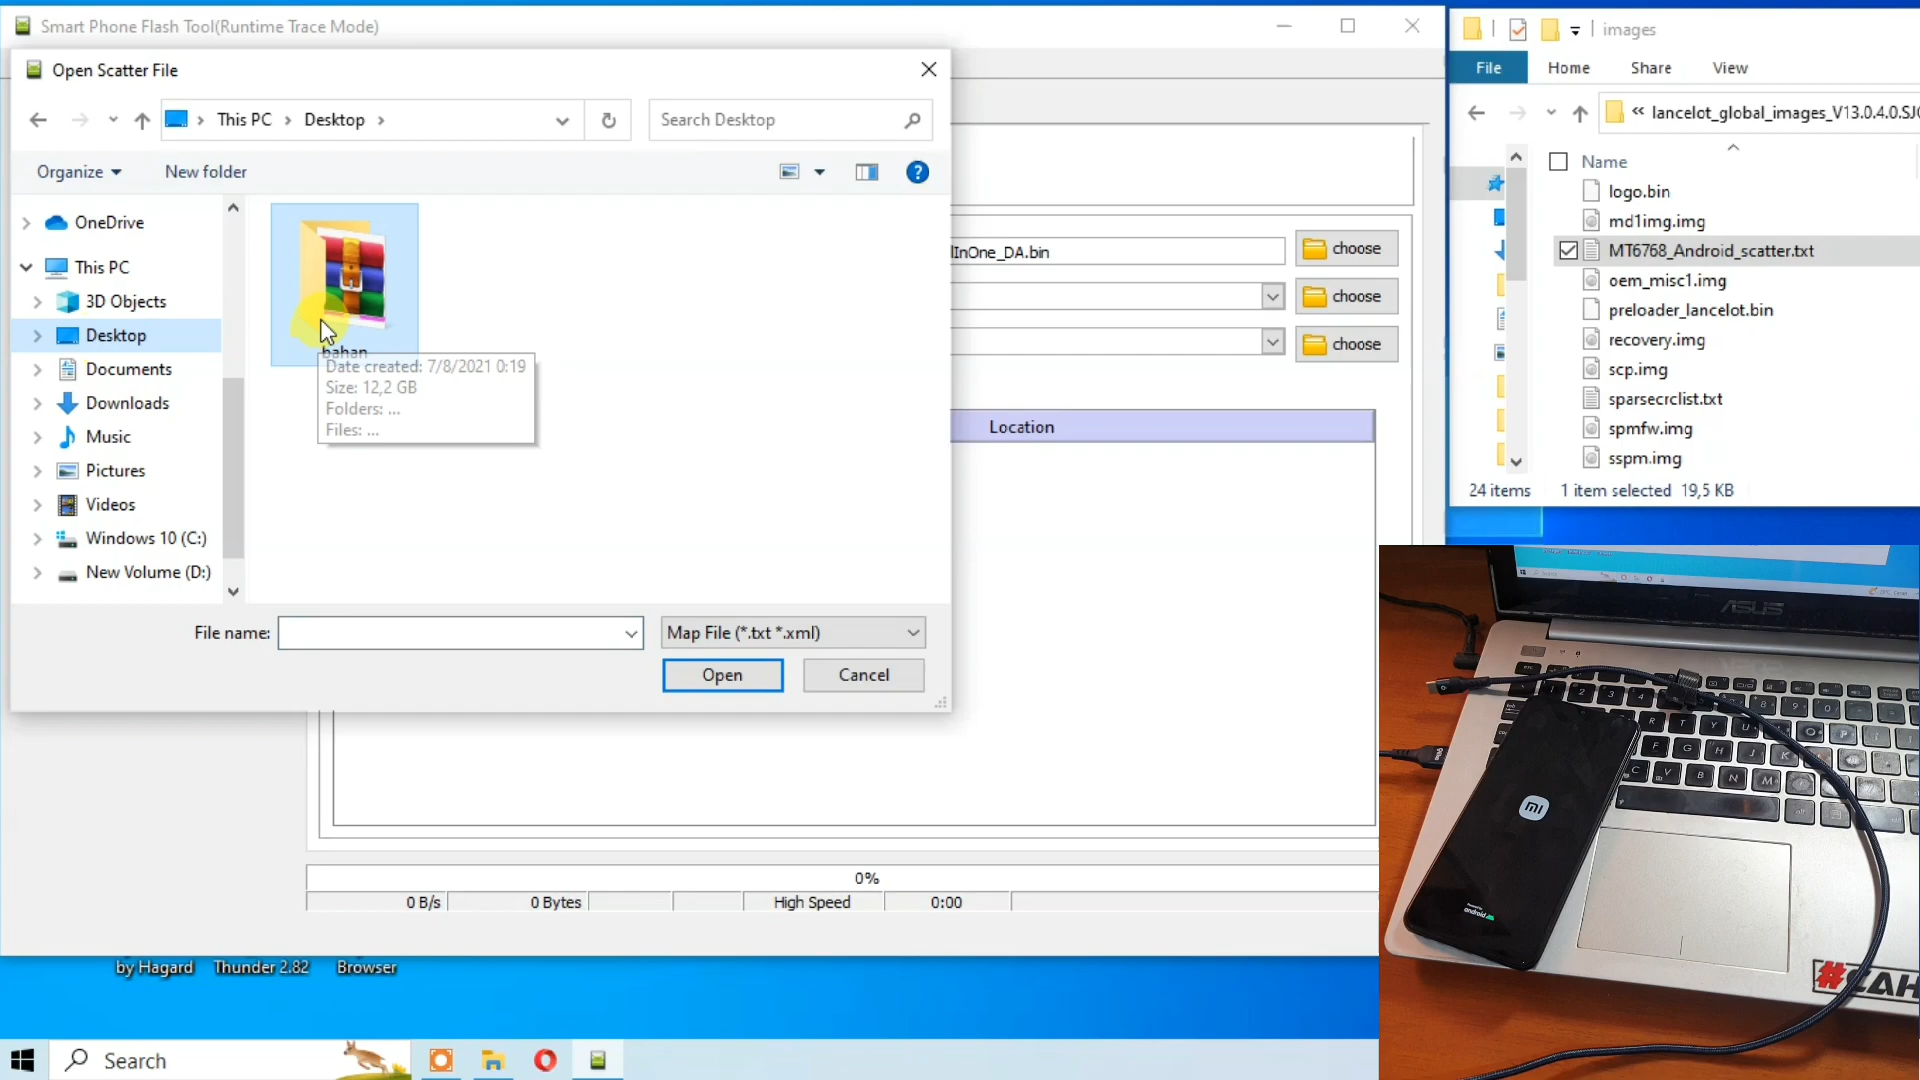 Smart Phone Flash Tool(Runtime Trace Mode)
Open Scatter File
This PC
Desktop
Search Desktop
Organize
New folder
OneDrive
This PC
3D Objects
Desktop
Documents
Downloads
Music
Pictures
Videos
Windows 10 (C:)
New Volume (D:)
bahan
Date created: 7/8/2021 0:19
Size: 12,2 GB
Folders: ...
Files: ...
File name:
Map File (*.txt *.xml)
Open
Cancel
lInOne_DA.bin
choose
choose
choose
Location
0%
0 B/s
0 Bytes
High Speed
0:00
images
File
Home
Share
View
lancelot_global_images_V13.0.4.0.SJ
Name
logo.bin
md1img.img
MT6768_Android_scatter.txt
oem_misc1.img
preloader_lancelot.bin
recovery.img
scp.img
sparsecrclist.txt
spmfw.img
sspm.img
24 items
1 item selected
19,5 KB
by Hagard
Thunder 2.82
Browser
Search
ASUS
mi
android
#CAH